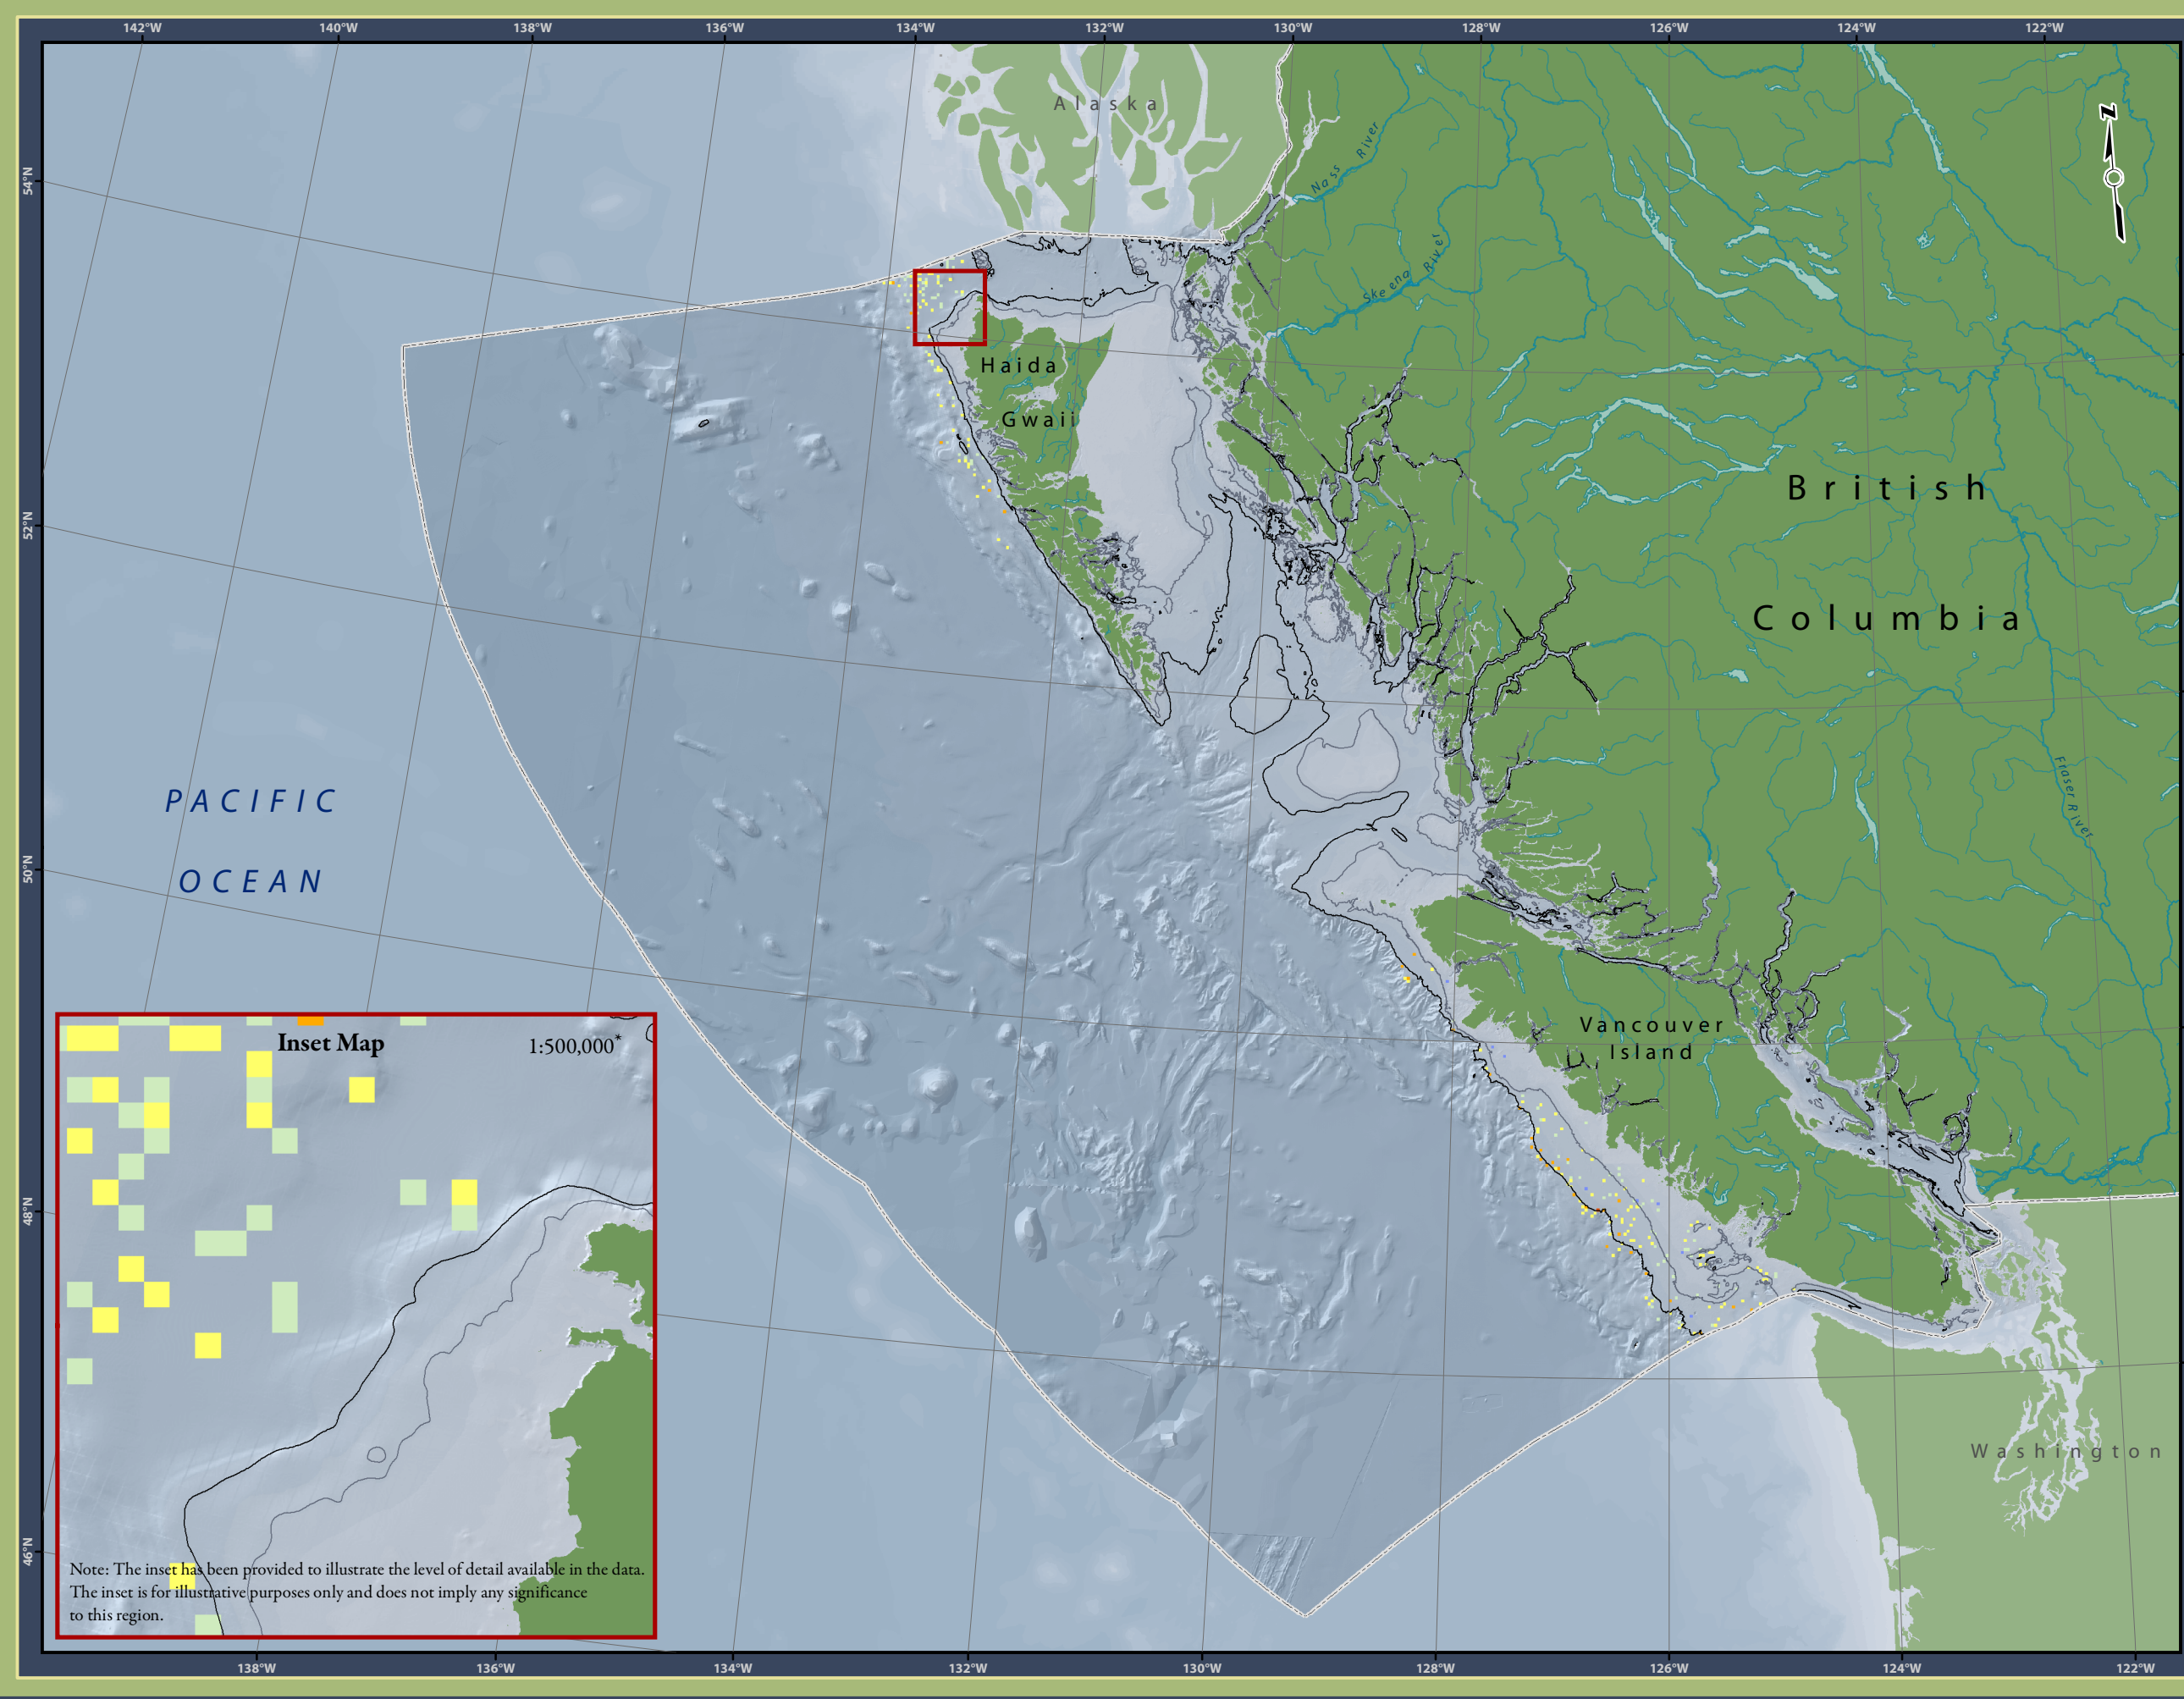 142°W 140°W 138°W 136°W 134°W 132°W 130°W 128°W 126°W 124°W 122°W
Alaska
N
Nass River
54°N
Skeena River
Haida
Gwaii
British
52°N
Columbia
Fraser River
PACIFIC
OCEAN
50°N
Vancouver
Island
Inset Map
1:500,000*
48°N
Washington
46°N
Note: The inset has been provided to illustrate the level of detail available in the data.
The inset is for illustrative purposes only and does not imply any significance
to this region.
138°W 136°W 134°W 132°W 130°W 128°W 126°W 124°W 122°W